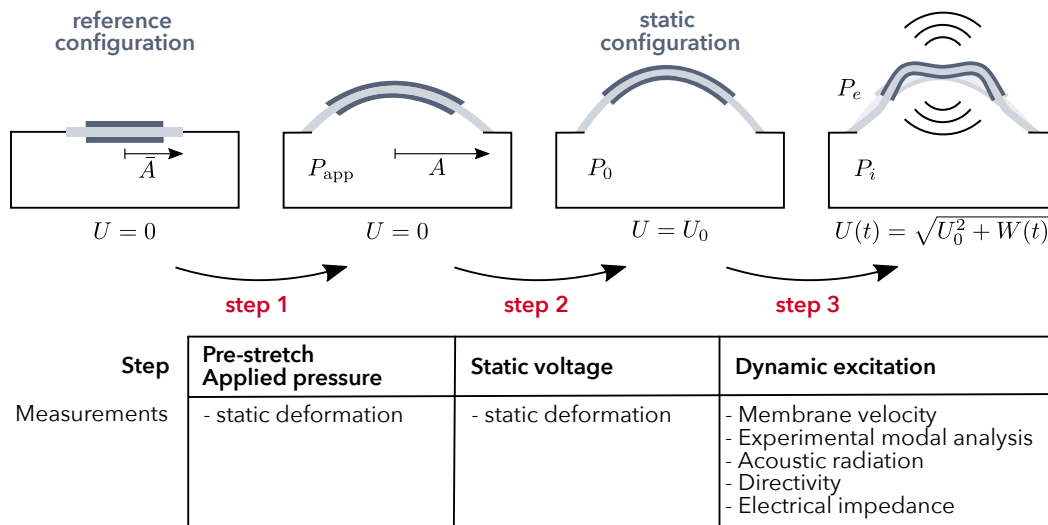 reference
configuration
static
configuration
Ā
P_app
A
P_0
P_e
P_i
U = 0
U = 0
U = U_0
U(t) = √(U_0^2 + W(t))
step 1
step 2
step 3
Step
Pre-stretch
Applied pressure
Static voltage
Dynamic excitation
Measurements
- static deformation
- static deformation
- Membrane velocity
- Experimental modal analysis
- Acoustic radiation
- Directivity
- Electrical impedance